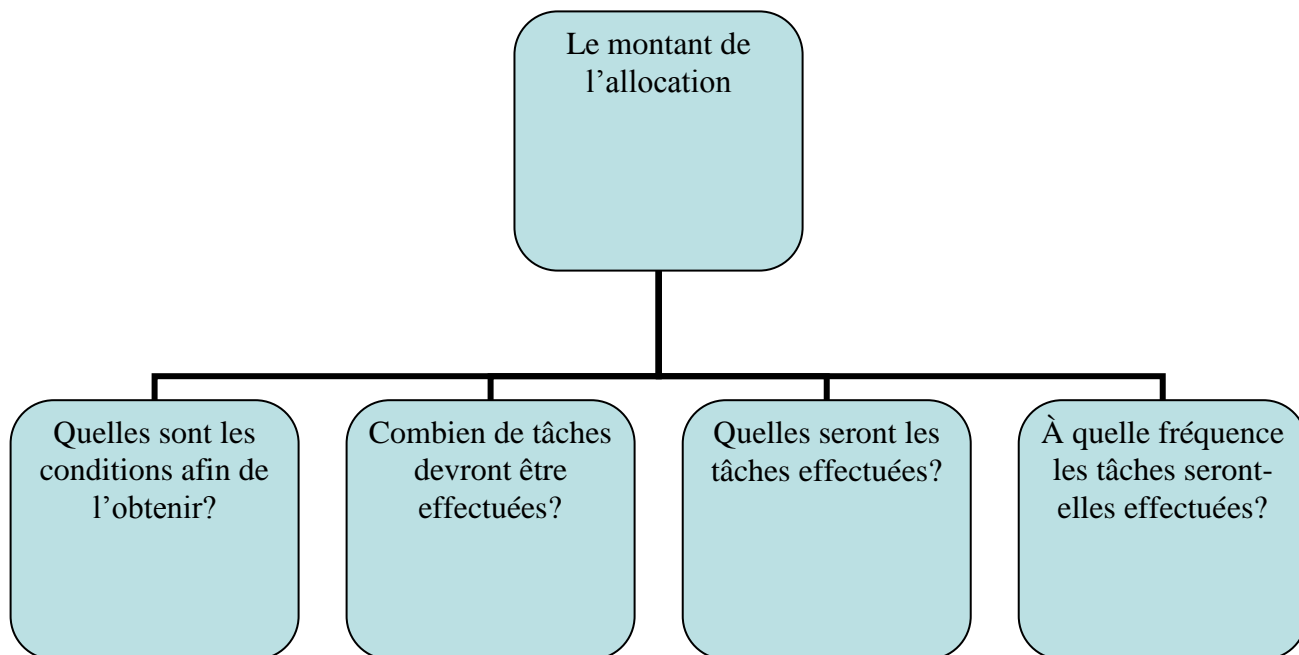 Le montant de
l’allocation
Quelles sont les
conditions afin de
l’obtenir?
Combien de tâches
devront être
effectuées?
Quelles seront les
tâches effectuées?
À quelle fréquence
les tâches seront-
elles effectuées?